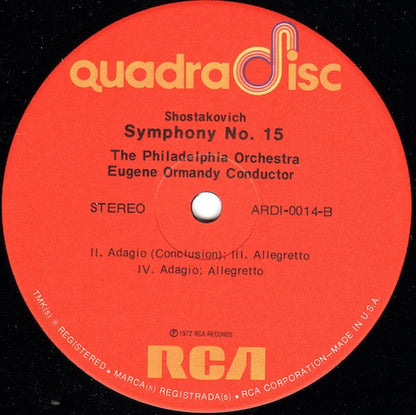 quadradisc
Shostakovich
Symphony No. 15
The Philadelphia Orchestra
Eugene Ormandy Conductor
STEREO ARDI-0014-B
II. Adagio (Conclusion); III. Allegretto
IV. Adagio; Allegretto
℗ 1972 RCA RECORDS
RCA
TMK(s) ® REGISTERED • MARCA(s) REGISTRADA(s) • RCA CORPORATION—MADE IN U.S.A.